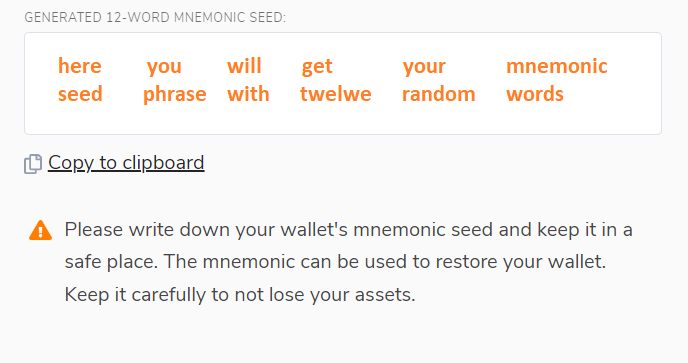 GENERATED 12-WORD MNEMONIC SEED:
here you will get your mnemonic
seed phrase with twelwe random words
Copy to clipboard
Please write down your wallet's mnemonic seed and keep it in a
safe place. The mnemonic can be used to restore your wallet.
Keep it carefully to not lose your assets.